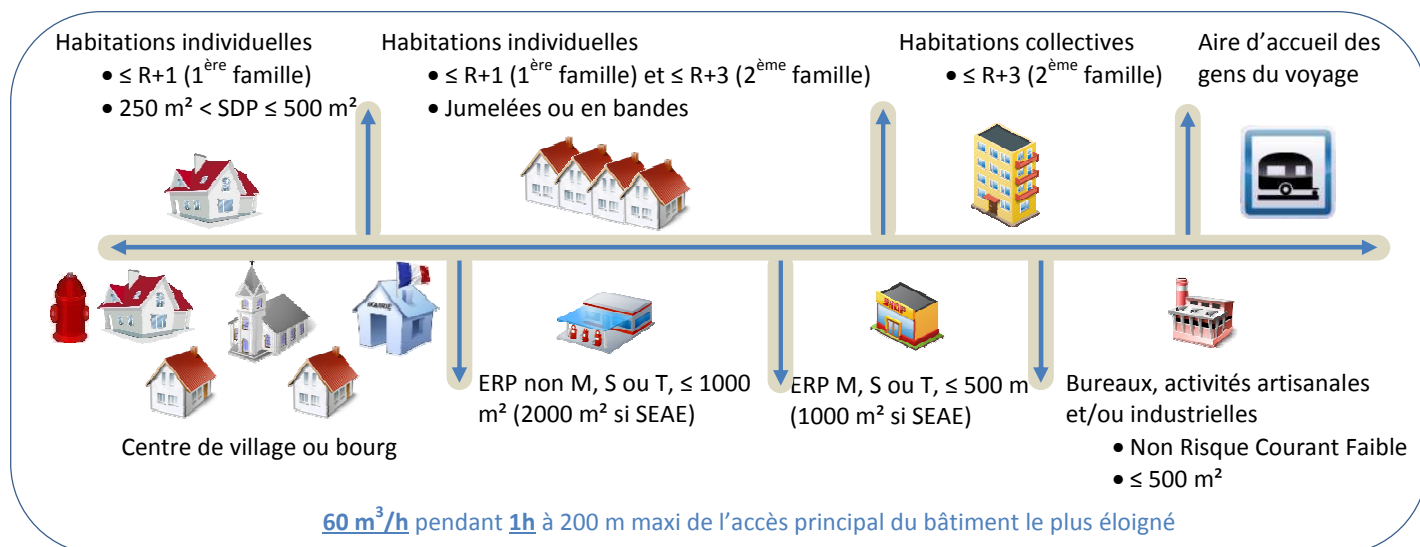 Habitations individuelles
• ≤ R+1 (1ère famille)
• 250 m² < SDP ≤ 500 m²
Habitations individuelles
• ≤ R+1 (1ère famille) et ≤ R+3 (2ème famille)
• Jumelées ou en bandes
Habitations collectives
• ≤ R+3 (2ème famille)
Aire d’accueil des
gens du voyage
MAIRIE
SHOP
Centre de village ou bourg
ERP non M, S ou T, ≤ 1000
m² (2000 m² si SEAE)
ERP M, S ou T, ≤ 500 m
(1000 m² si SEAE)
Bureaux, activités artisanales
et/ou industrielles
• Non Risque Courant Faible
• ≤ 500 m²
60 m³/h pendant 1h à 200 m maxi de l’accès principal du bâtiment le plus éloigné